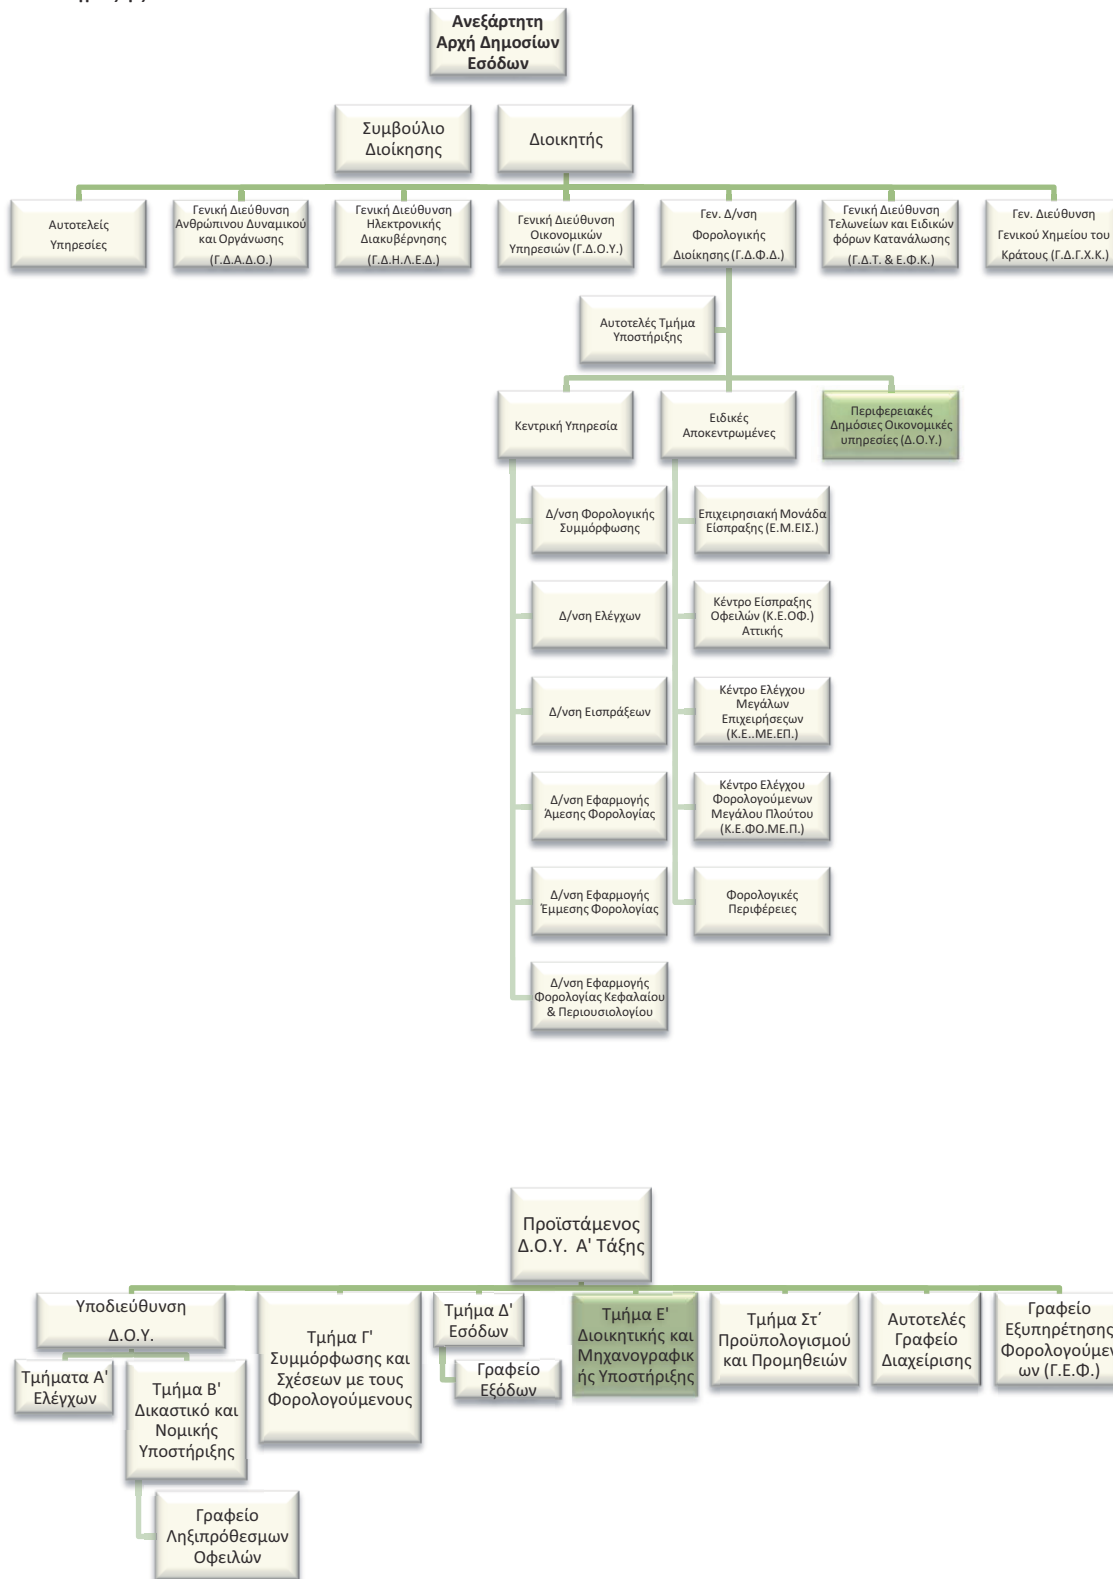 Ανεξάρτητη
Αρχή Δημοσίων
Εσόδων
Συμβούλιο
Διοίκησης
Διοικητής
Αυτοτελείς
Υπηρεσίες
Γενική Διεύθυνση
Ανθρώπινου Δυναμικού
και Οργάνωσης
(Γ.Δ.Α.Δ.Ο.)
Γενική Διεύθυνση
Ηλεκτρονικής
Διακυβέρνησης
(Γ.Δ.Η.Λ.Ε.Δ.)
Γενική Διεύθυνση
Οικονομικών
Υπηρεσιών (Γ.Δ.Ο.Υ.)
Γεν. Δ/νση
Φορολογικής
Διοίκησης (Γ.Δ.Φ.Δ.)
Γενική Διεύθυνση
Τελωνείων και Ειδικών
φόρων Κατανάλωσης
(Γ.Δ.Τ. & Ε.Φ.Κ.)
Γεν. Διεύθυνση
Γενικού Χημείου του
Κράτους (Γ.Δ.Γ.Χ.Κ.)
Αυτοτελές Τμήμα
Υποστήριξης
Κεντρική Υπηρεσία
Ειδικές
Αποκεντρωμένες
Περιφερειακές
Δημόσιες Οικονομικές
υπηρεσίες (Δ.Ο.Υ.)
Δ/νση Φορολογικής
Συμμόρφωσης
Επιχειρησιακή Μονάδα
Είσπραξης (Ε.Μ.ΕΙΣ.)
Δ/νση Ελέγχων
Κέντρο Είσπραξης
Οφειλών (Κ.Ε.ΟΦ.)
Αττικής
Δ/νση Εισπράξεων
Κέντρο Ελέγχου
Μεγάλων
Επιχειρήσεςων
(Κ.Ε..ΜΕ.ΕΠ.)
Δ/νση Εφαρμογής
Άμεσης Φορολογίας
Κέντρο Ελέγχου
Φορολογούμενων
Μεγάλου Πλούτου
(Κ.Ε.ΦΟ.ΜΕ.Π.)
Δ/νση Εφαρμογής
Έμμεσης Φορολογίας
Φορολογικές
Περιφέρειες
Δ/νση Εφαρμογής
Φορολογίας Κεφαλαίου
& Περιουσιολογίου
Προϊστάμενος
Δ.Ο.Υ. Α' Τάξης
Υποδιεύθυνση
Δ.Ο.Υ.
Τμήμα Γ'
Συμμόρφωσης και
Σχέσεων με τους
Φορολογούμενους
Τμήμα Δ'
Εσόδων
Τμήμα Ε'
Διοικητικής και
Μηχανογραφικ
ής Υποστήριξης
Τμήμα Στ΄
Προϋπολογισμού
και Προμηθειών
Αυτοτελές
Γραφείο
Διαχείρισης
Γραφείο
Εξυπηρέτησης
Φορολογούμεν
ων (Γ.Ε.Φ.)
Τμήματα Α'
Ελέγχων
Τμήμα Β'
Δικαστικό και
Νομικής
Υποστήριξης
Γραφείο
Εξόδων
Γραφείο
Ληξιπρόθεσμων
Οφειλών